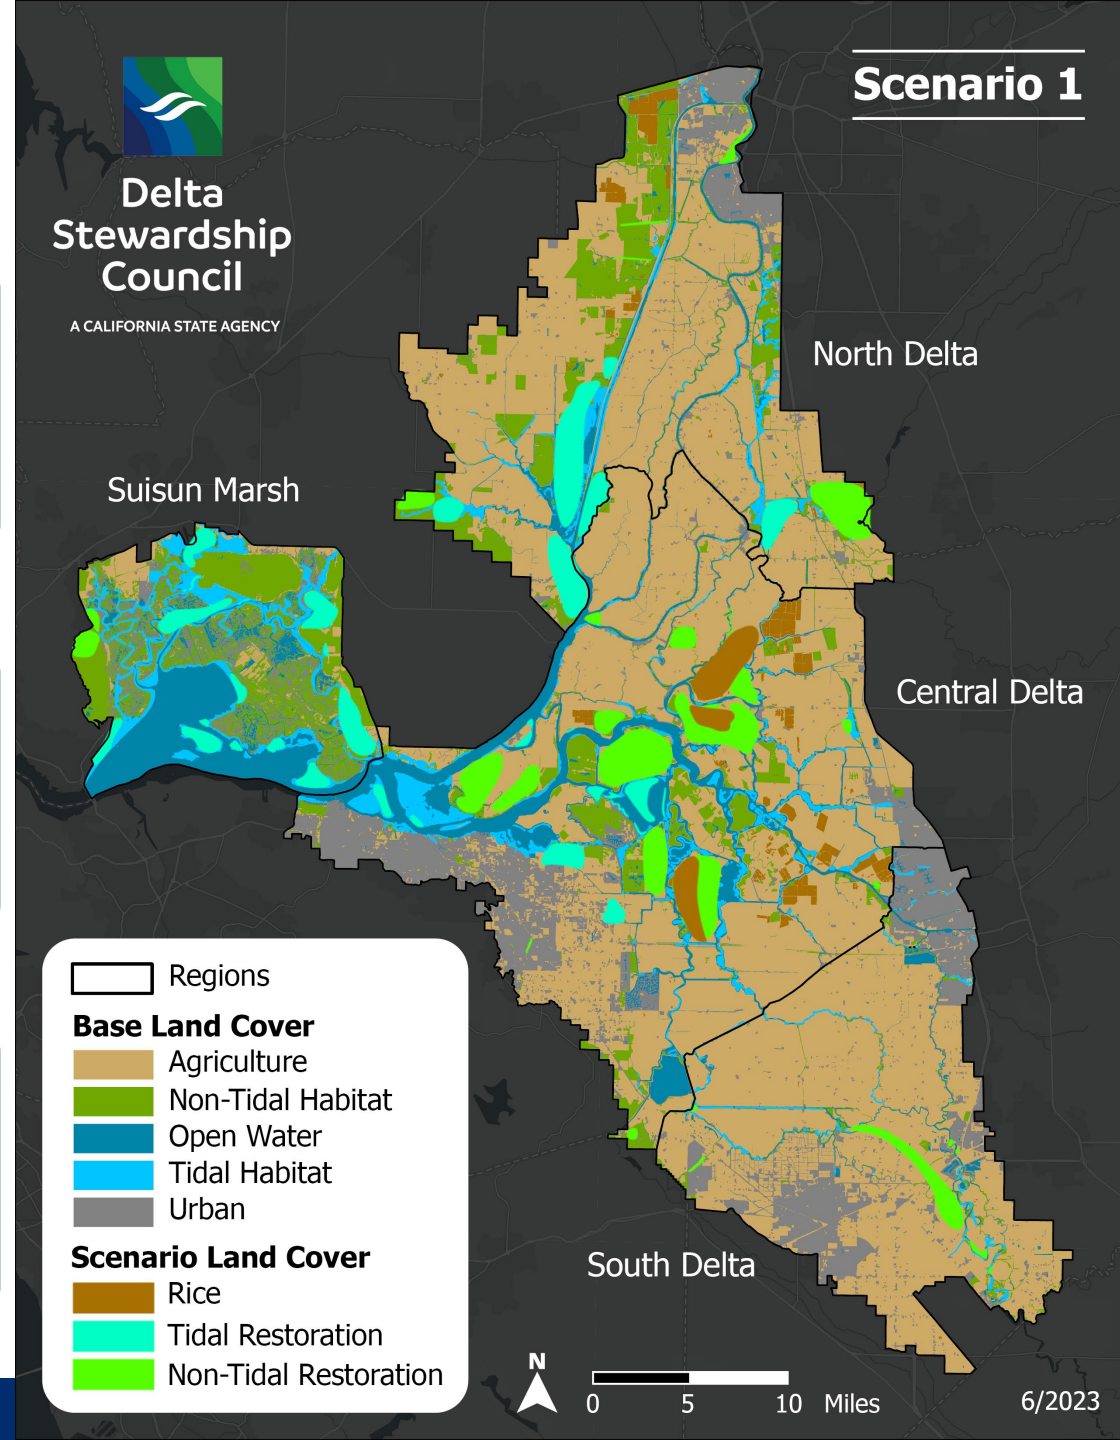 Scenario 1
Delta
Stewardship
Council
A CALIFORNIA STATE AGENCY
North Delta
Suisun Marsh
Central Delta
Regions
Base Land Cover
Agriculture
Non-Tidal Habitat
Open Water
Tidal Habitat
Urban
Scenario Land Cover
Rice
Tidal Restoration
Non-Tidal Restoration
South Delta
N
0 5 10 Miles
6/2023